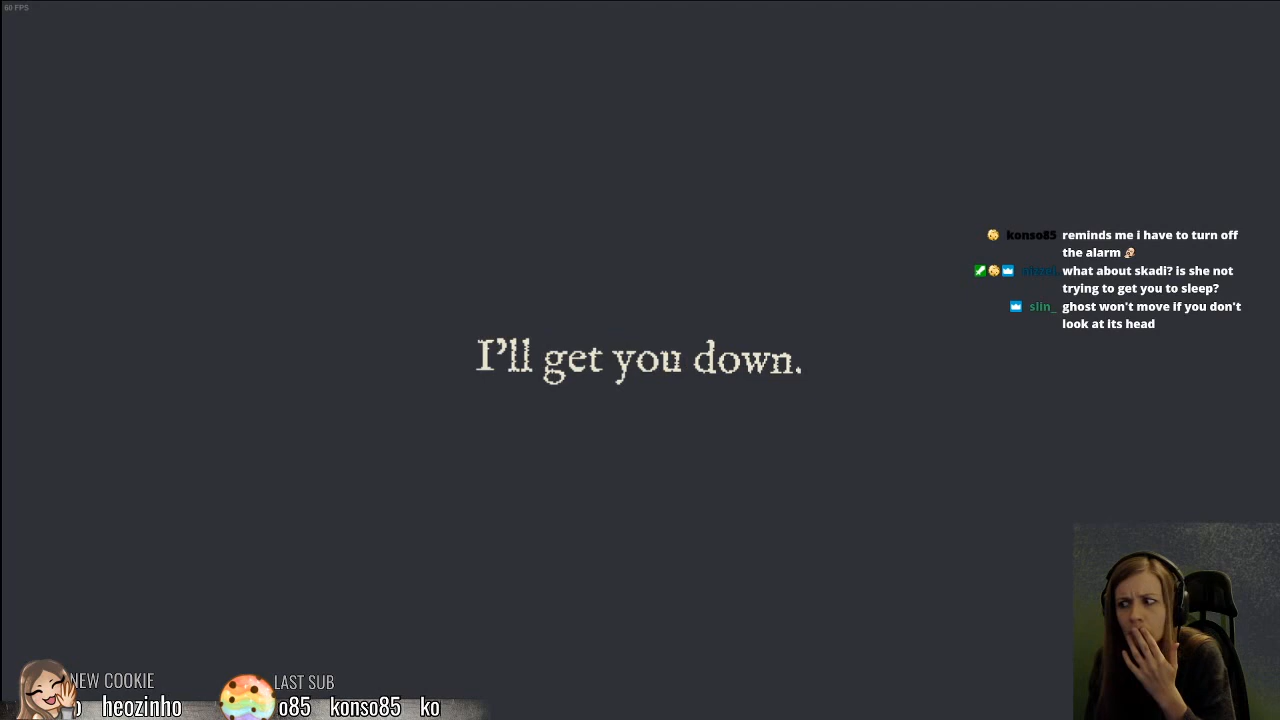 60 FPS
konso85 reminds me i have to turn off
the alarm
what about skadi? is she not
trying to get you to sleep?
slin_ ghost won't move if you don't
look at its head
I'll get you down.
NEW COOKIE
heozinho
LAST SUB
o85 konso85 ko